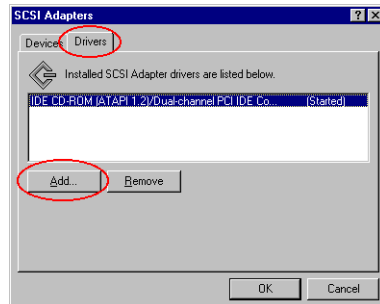 SCSI Adapters
Devices Drivers
Installed SCSI Adapter drivers are listed below.
IDE CD-ROM (ATAPI 1.2)/Dual-channel PCI IDE Co... (Started)
Add... Remove
OK Cancel